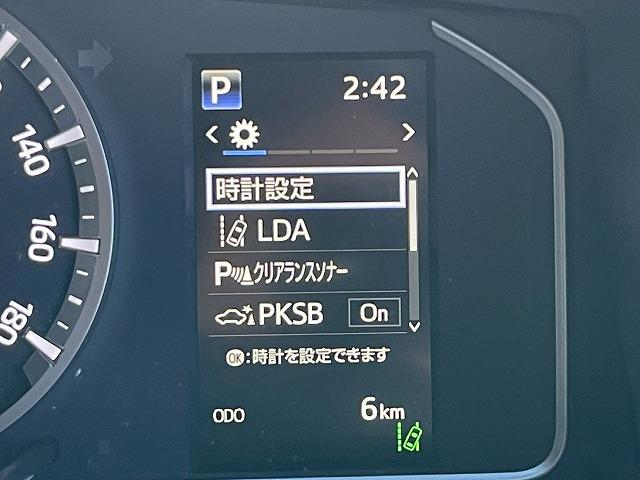 P 2:42
時計設定
LDA
Pクリアランスソナー
PKSB On
OK:時計を設定できます
ODO 6km
140
160
180